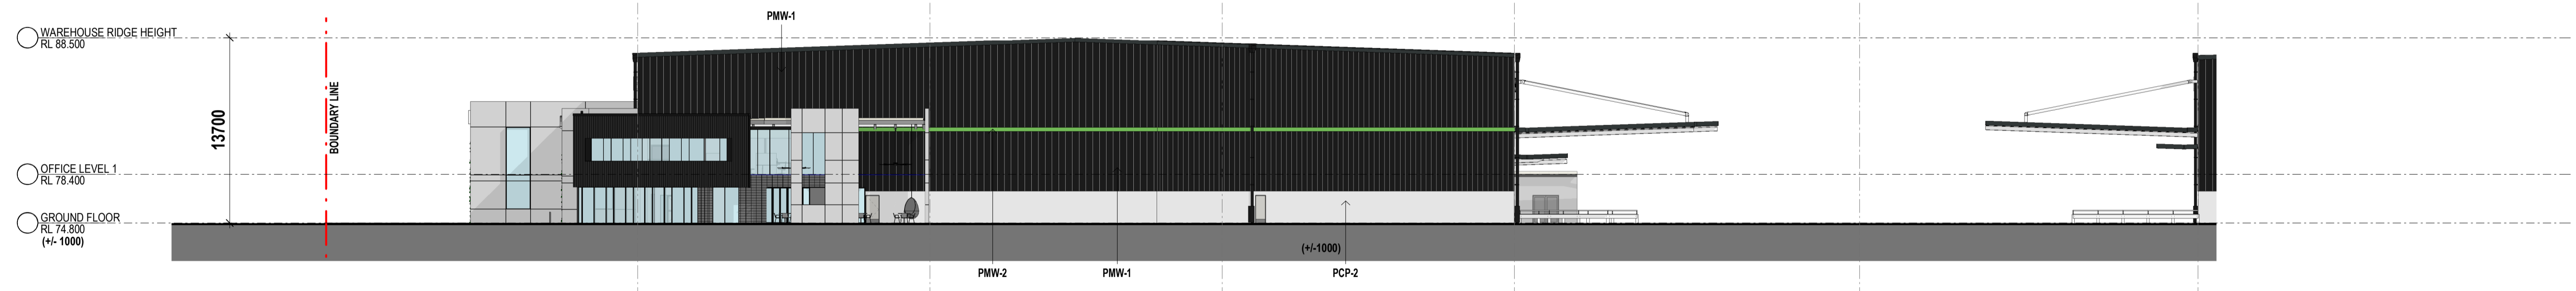 PMW-1
WAREHOUSE RIDGE HEIGHT
RL 88.500
BOUNDARY LINE
13700
OFFICE LEVEL 1
RL 78.400
GROUND FLOOR
RL 74.800
(+/- 1000)
(+/-1000)
PMW-2
PMW-1
PCP-2